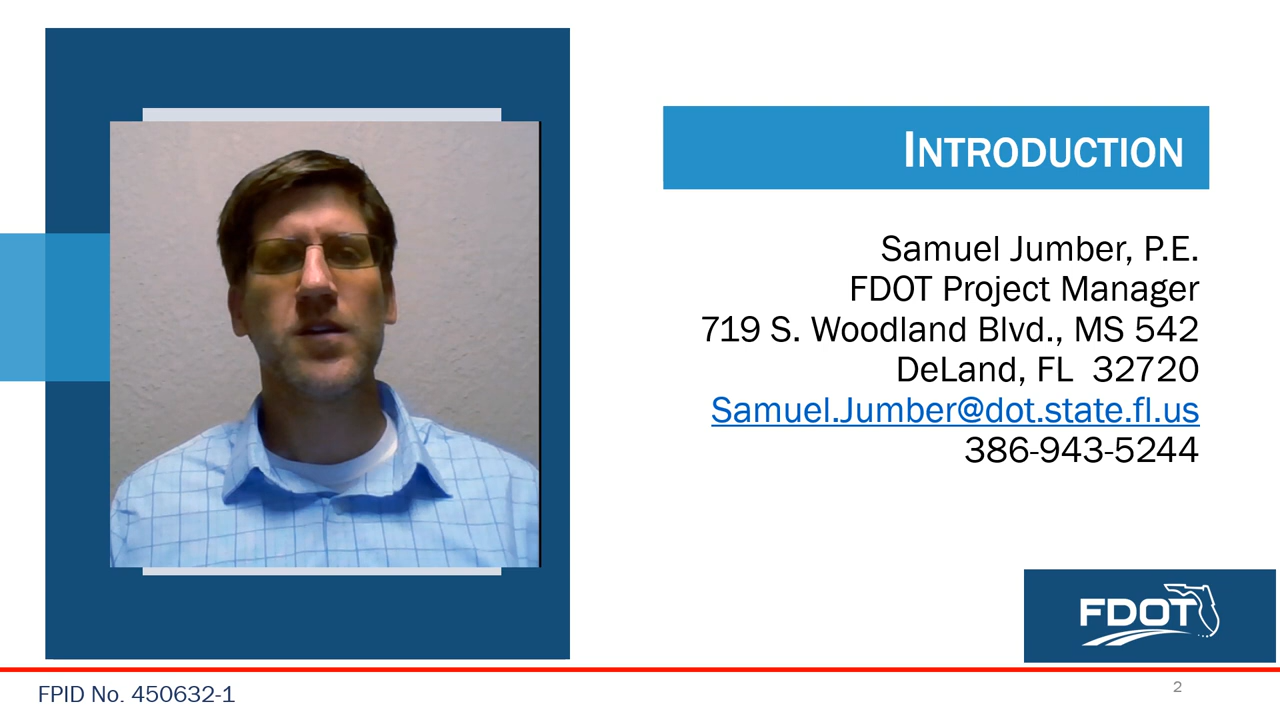 INTRODUCTION
Samuel Jumber, P.E.
FDOT Project Manager
719 S. Woodland Blvd., MS 542
DeLand, FL  32720
Samuel.Jumber@dot.state.fl.us
386-943-5244
FDOT
FPID No. 450632-1
2